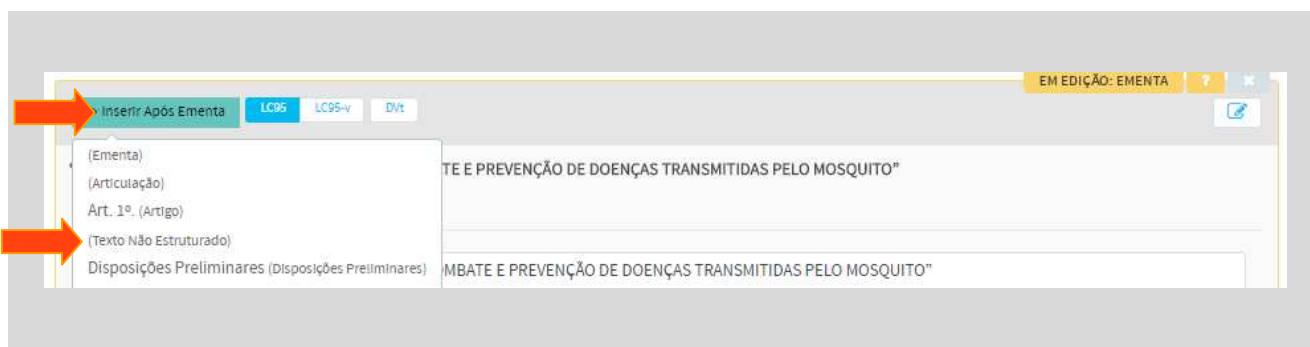 EM EDIÇÃO: EMENTA ? ×
Inserir Após Ementa LC95 LC95-v DVt
(Ementa)
TE E PREVENÇÃO DE DOENÇAS TRANSMITIDAS PELO MOSQUITO”
(Articulação)
Art. 1º. (Artigo)
(Texto Não Estruturado)
Disposições Preliminares (Disposições Preliminares)
MBATE E PREVENÇÃO DE DOENÇAS TRANSMITIDAS PELO MOSQUITO”